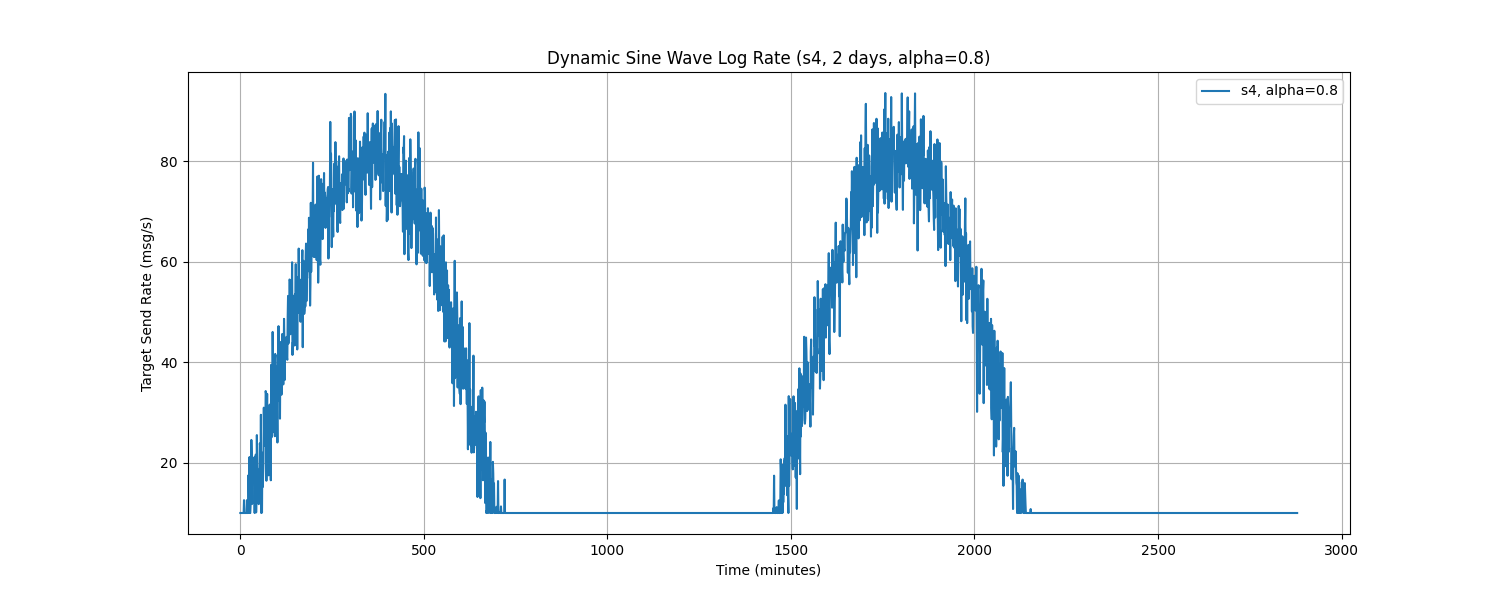 Dynamic Sine Wave Log Rate (s4, 2 days, alpha=0.8)
s4, alpha=0.8
Target Send Rate (msg/s)
80
60
40
20
0 500 1000 1500 2000 2500 3000
Time (minutes)